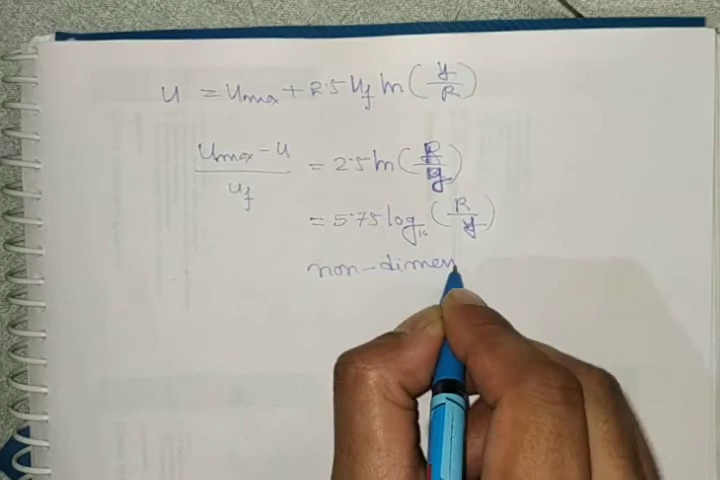 u = umax + 2.5 uf ln (y/R)
umax - u / uf = 2.5 ln (R/y)
= 5.75 log10 (R/y)
non-dimen